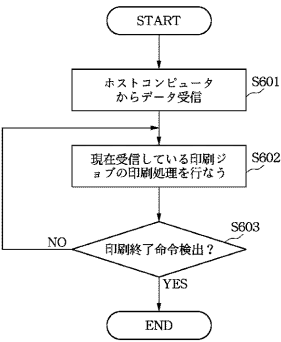 START
ホストコンピュータ
からデータ受信
S601
現在受信している印刷ジ
ョブの印刷処理を行なう
S602
印刷終了命令検出？
S603
NO
YES
END